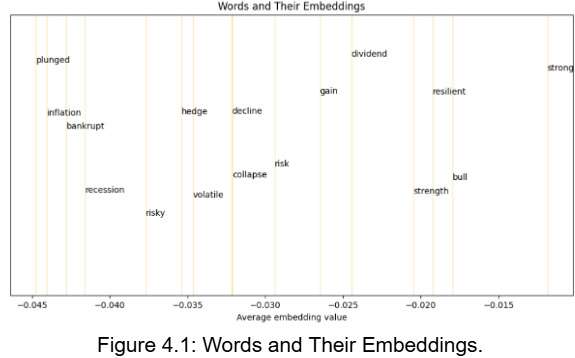 Words and Their Embeddings
dividend
plunged
strong
gain
resilient
inflation
hedge
decline
bankrupt
risk
collapse
bull
recession
volatile
strength
risky
−0.045 −0.040 −0.035 −0.030 −0.025 −0.020 −0.015
Average embedding value
Figure 4.1: Words and Their Embeddings.